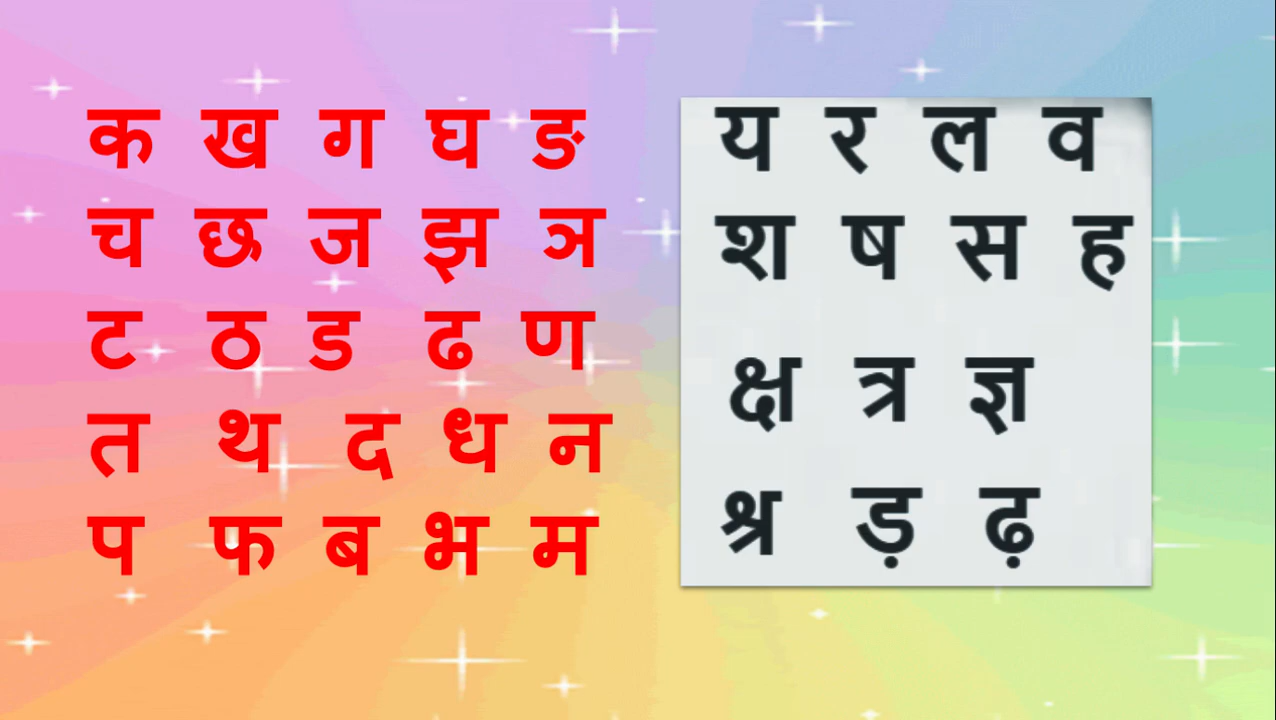 क ख ग घ ङ
च छ ज झ ञ
ट ठ ड ढ ण
त थ द ध न
प फ ब भ म
य र ल व
श ष स ह
क्ष त्र ज्ञ
श्र ड़ ढ़